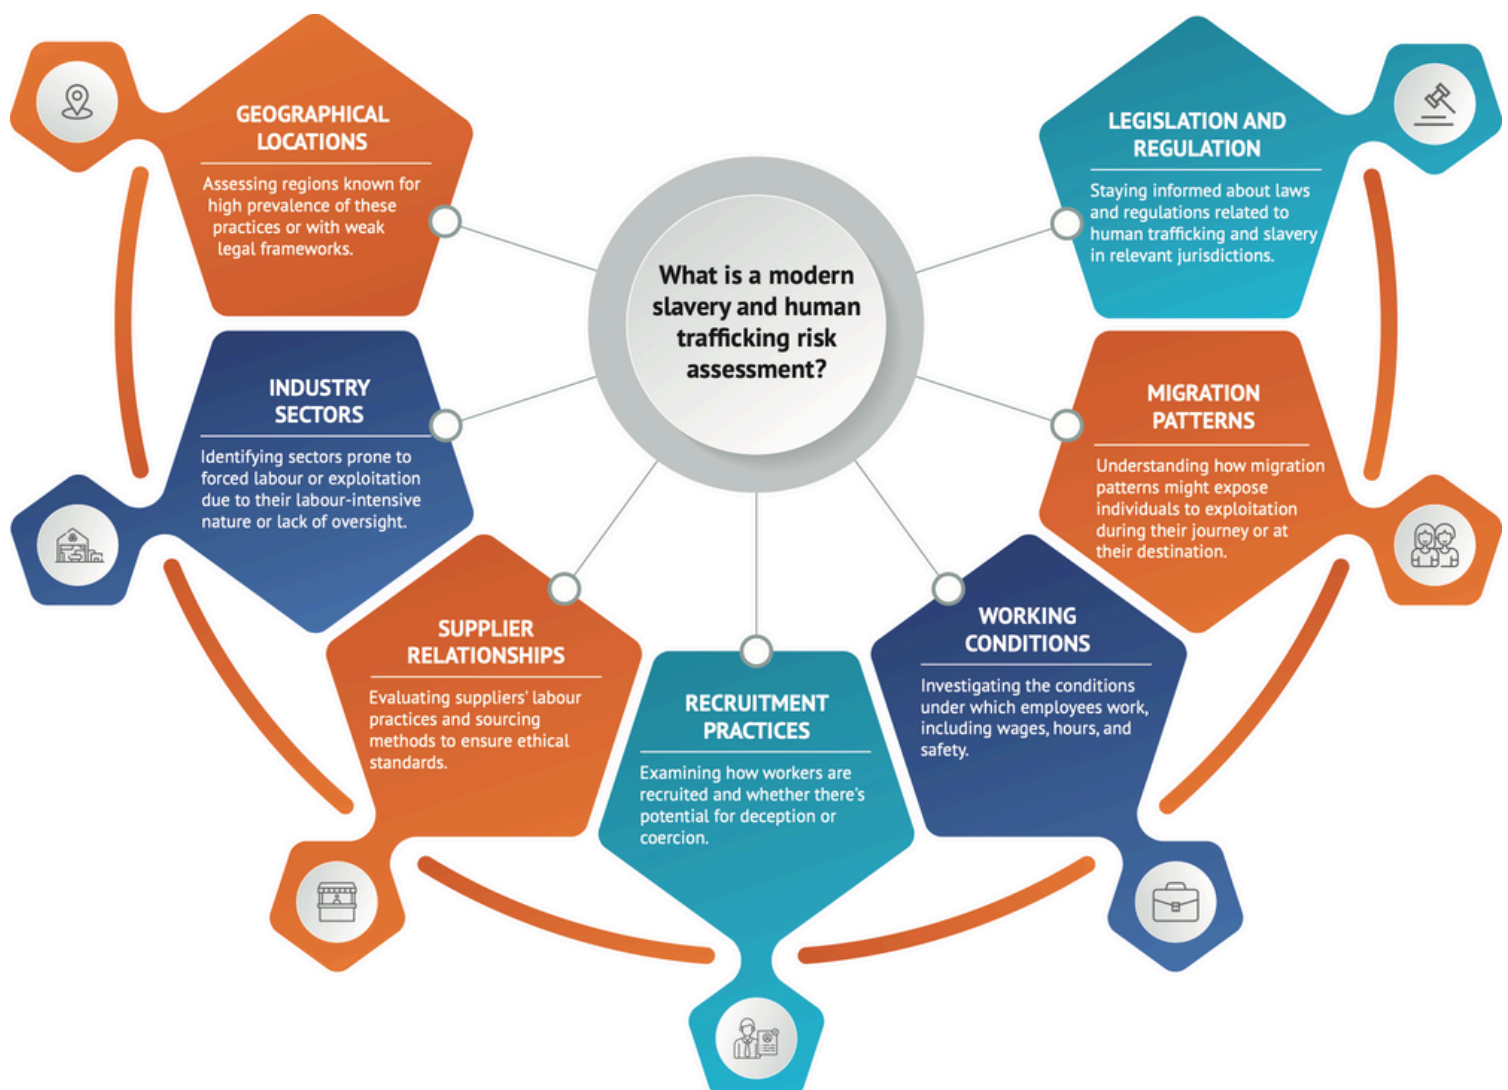 What is a modern
slavery and human
trafficking risk
assessment?
GEOGRAPHICAL
LOCATIONS
Assessing regions known for
high prevalence of these
practices or with weak
legal frameworks.
INDUSTRY
SECTORS
Identifying sectors prone to
forced labour or exploitation
due to their labour-intensive
nature or lack of oversight.
SUPPLIER
RELATIONSHIPS
Evaluating suppliers' labour
practices and sourcing
methods to ensure ethical
standards.
RECRUITMENT
PRACTICES
Examining how workers are
recruited and whether there's
potential for deception or
coercion.
WORKING
CONDITIONS
Investigating the conditions
under which employees work,
including wages, hours, and
safety.
MIGRATION
PATTERNS
Understanding how migration
patterns might expose
individuals to exploitation
during their journey or at
their destination.
LEGISLATION AND
REGULATION
Staying informed about laws
and regulations related to
human trafficking and slavery
in relevant jurisdictions.